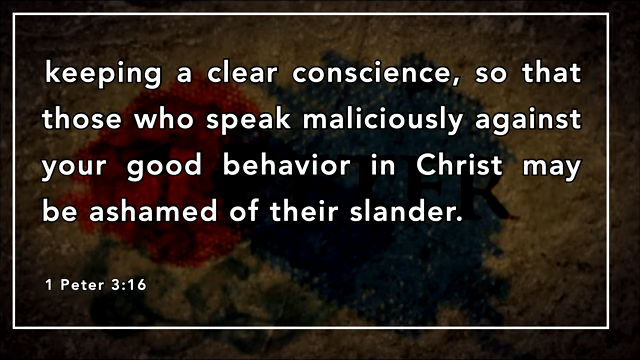 keeping a clear conscience, so that
those who speak maliciously against
your good behavior in Christ may
be ashamed of their slander.
1 Peter 3:16